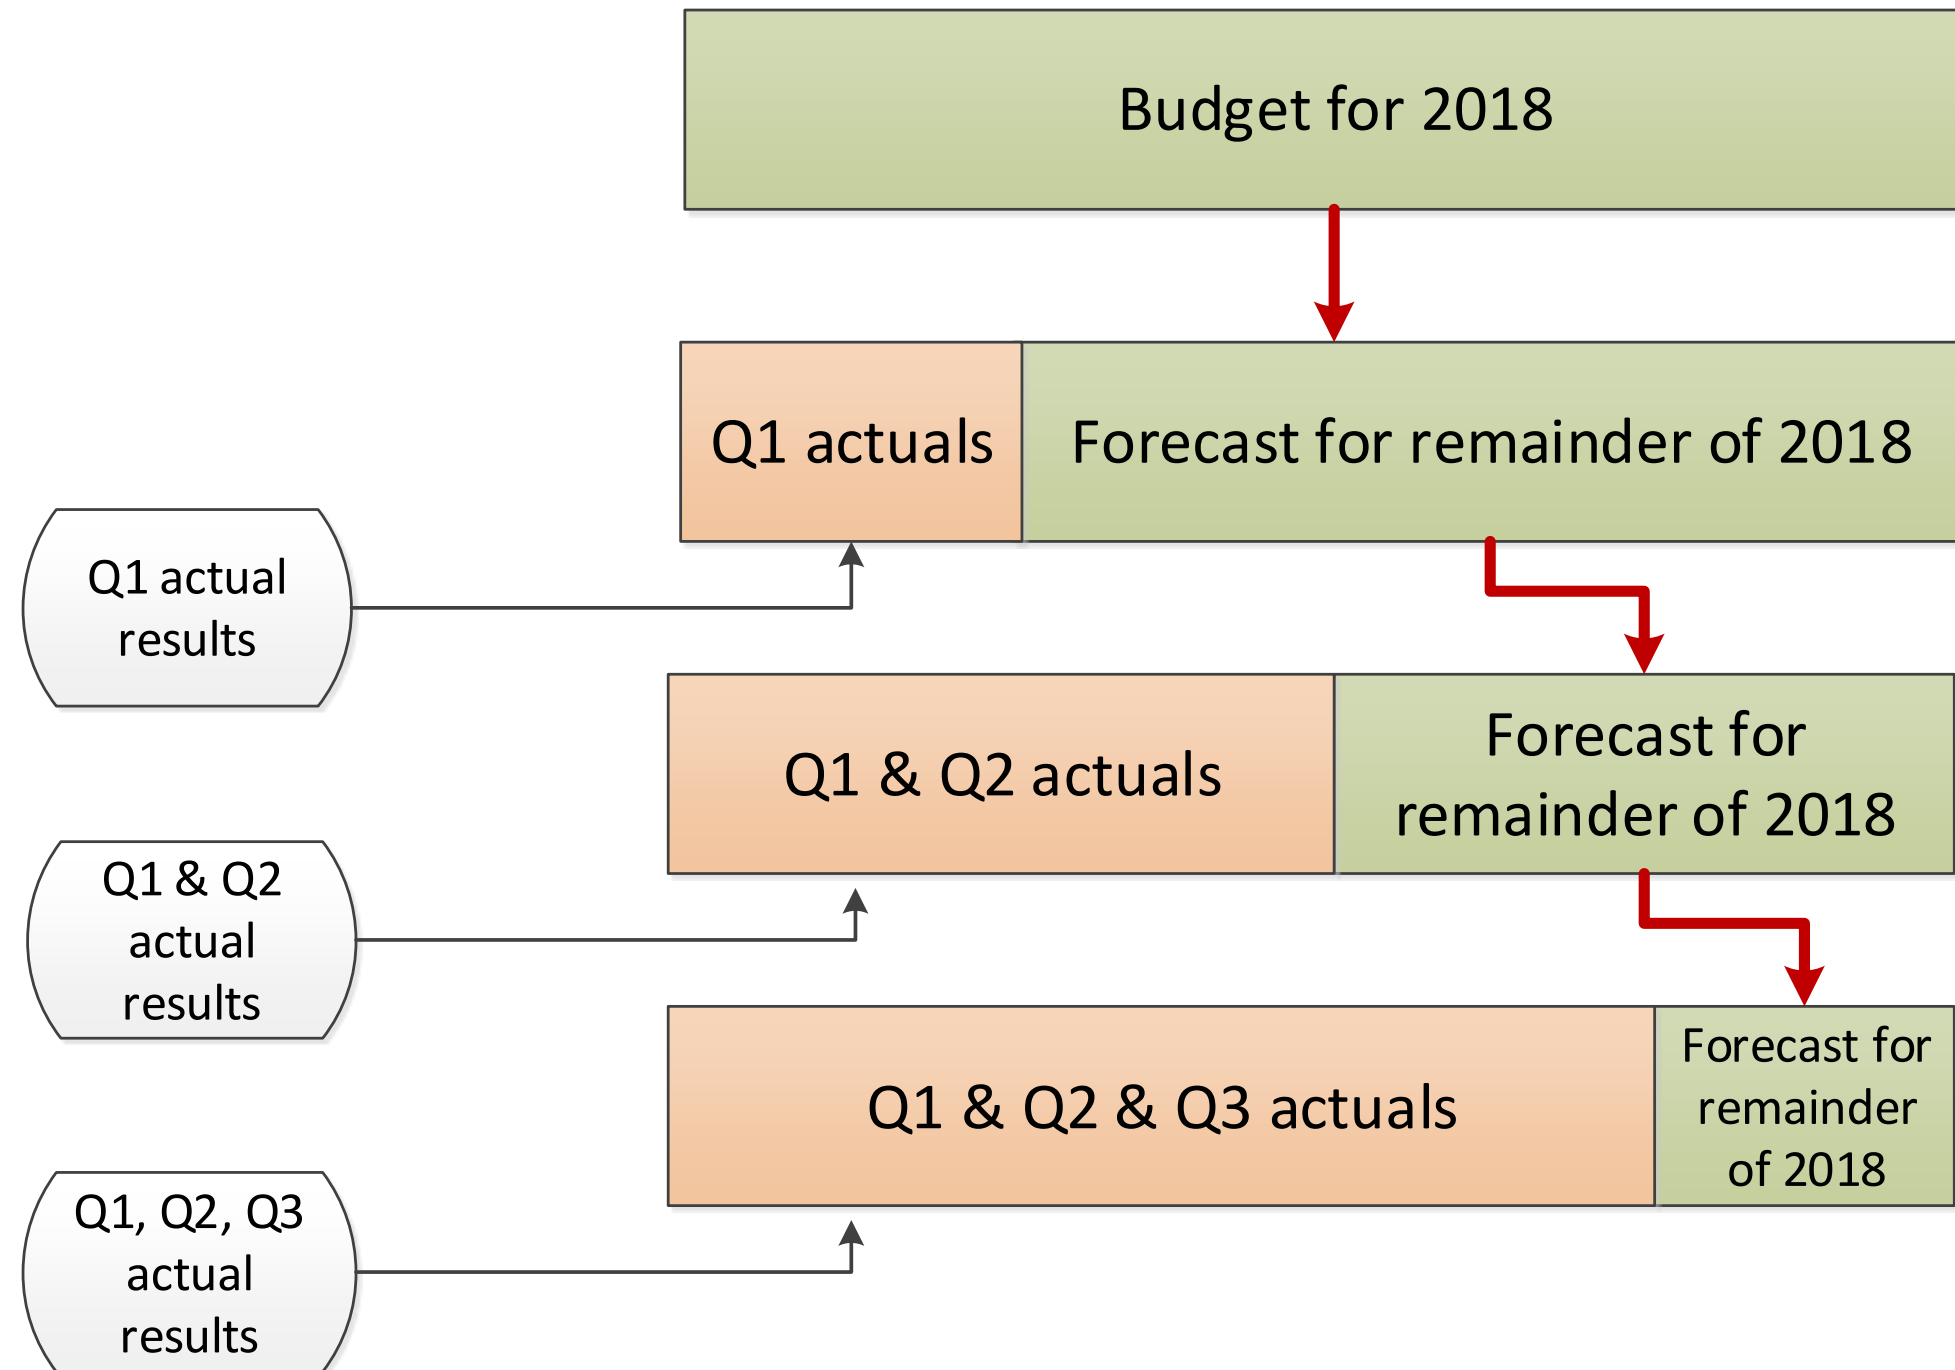 Budget for 2018
Q1 actuals
Forecast for remainder of 2018
Q1 actual
results
Q1 & Q2 actuals
Forecast for
remainder of 2018
Q1 & Q2
actual
results
Q1 & Q2 & Q3 actuals
Forecast for
remainder
of 2018
Q1, Q2, Q3
actual
results